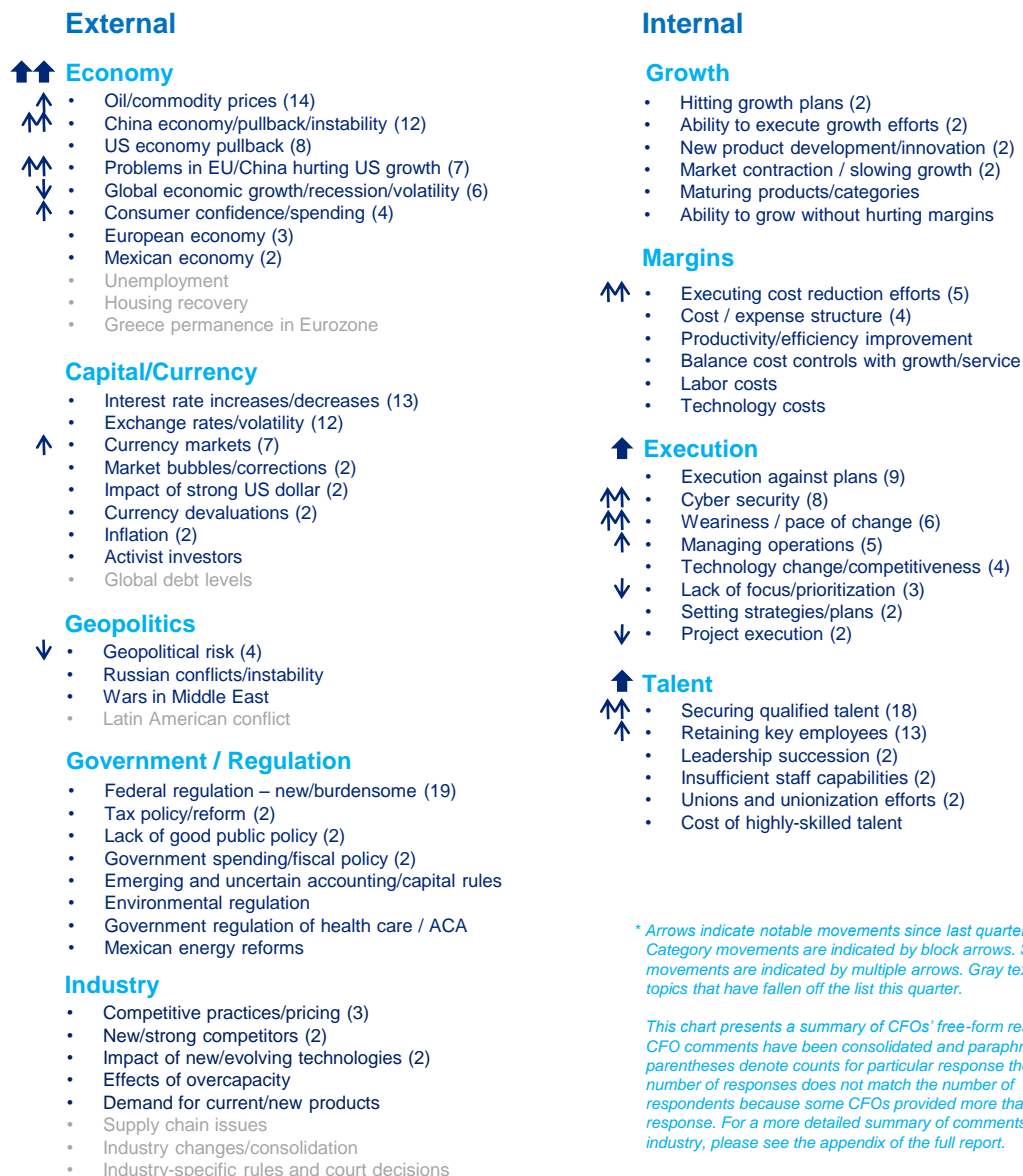 External
Economy
• Oil/commodity prices (14)
• China economy/pullback/instability (12)
• US economy pullback (8)
• Problems in EU/China hurting US growth (7)
• Global economic growth/recession/volatility (6)
• Consumer confidence/spending (4)
• European economy (3)
• Mexican economy (2)
• Unemployment
• Housing recovery
• Greece permanence in Eurozone
Capital/Currency
• Interest rate increases/decreases (13)
• Exchange rates/volatility (12)
• Currency markets (7)
• Market bubbles/corrections (2)
• Impact of strong US dollar (2)
• Currency devaluations (2)
• Inflation (2)
• Activist investors
• Global debt levels
Geopolitics
• Geopolitical risk (4)
• Russian conflicts/instability
• Wars in Middle East
• Latin American conflict
Government / Regulation
• Federal regulation – new/burdensome (19)
• Tax policy/reform (2)
• Lack of good public policy (2)
• Government spending/fiscal policy (2)
• Emerging and uncertain accounting/capital rules
• Environmental regulation
• Government regulation of health care / ACA
• Mexican energy reforms
Industry
• Competitive practices/pricing (3)
• New/strong competitors (2)
• Impact of new/evolving technologies (2)
• Effects of overcapacity
• Demand for current/new products
• Supply chain issues
• Industry changes/consolidation
• Industry-specific rules and court decisions
Internal
Growth
• Hitting growth plans (2)
• Ability to execute growth efforts (2)
• New product development/innovation (2)
• Market contraction / slowing growth (2)
• Maturing products/categories
• Ability to grow without hurting margins
Margins
• Executing cost reduction efforts (5)
• Cost / expense structure (4)
• Productivity/efficiency improvement
• Balance cost controls with growth/service
• Labor costs
• Technology costs
Execution
• Execution against plans (9)
• Cyber security (8)
• Weariness / pace of change (6)
• Managing operations (5)
• Technology change/competitiveness (4)
• Lack of focus/prioritization (3)
• Setting strategies/plans (2)
• Project execution (2)
Talent
• Securing qualified talent (18)
• Retaining key employees (13)
• Leadership succession (2)
• Insufficient staff capabilities (2)
• Unions and unionization efforts (2)
• Cost of highly-skilled talent
* Arrows indicate notable movements since last
Category movements are indicated by block arrows.
movements are indicated by multiple arrows. Gray
topics that have fallen off the list this quarter.
This chart presents a summary of CFOs' free-form
CFO comments have been consolidated and
parentheses denote counts for particular response
number of responses does not match the number of
respondents because some CFOs provided more
response. For a more detailed summary of comments
industry, please see the appendix of the full report.